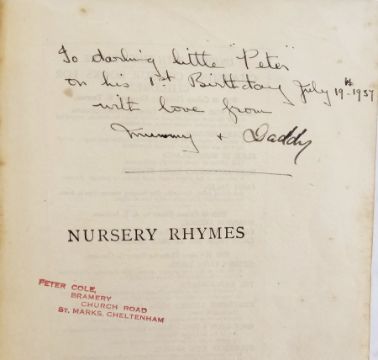 To darling little "Peter"
on his 1st Birthday July 19th - 1937
with love from
Mummy + Daddy
NURSERY RHYMES
PETER COLE,
BRAMERY
CHURCH ROAD
ST. MARKS. CHELTENHAM